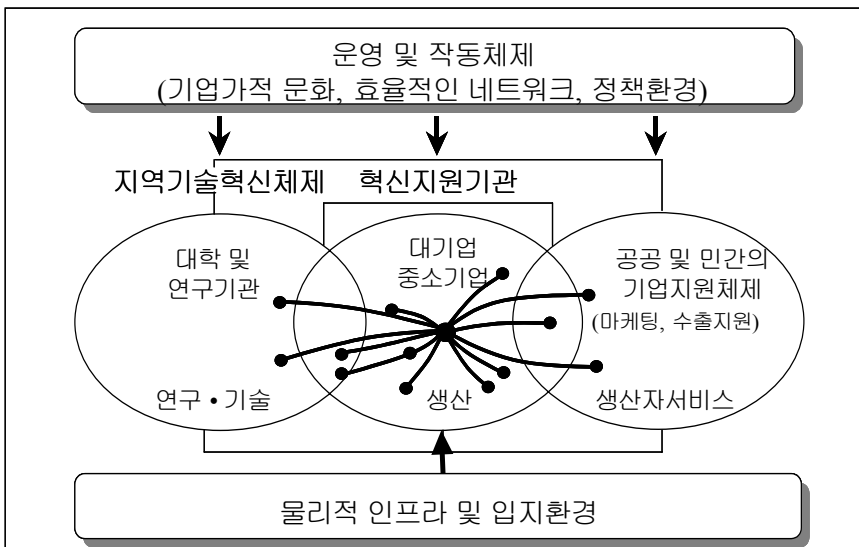 운영 및 작동체제
(기업가적 문화, 효율적인 네트워크, 정책환경)
지역기술혁신체제 혁신지원기관
대학 및
연구기관
대기업
중소기업
공공 및 민간의
기업지원체제
(마케팅, 수출지원)
연구 • 기술
생산
생산자서비스
물리적 인프라 및 입지환경